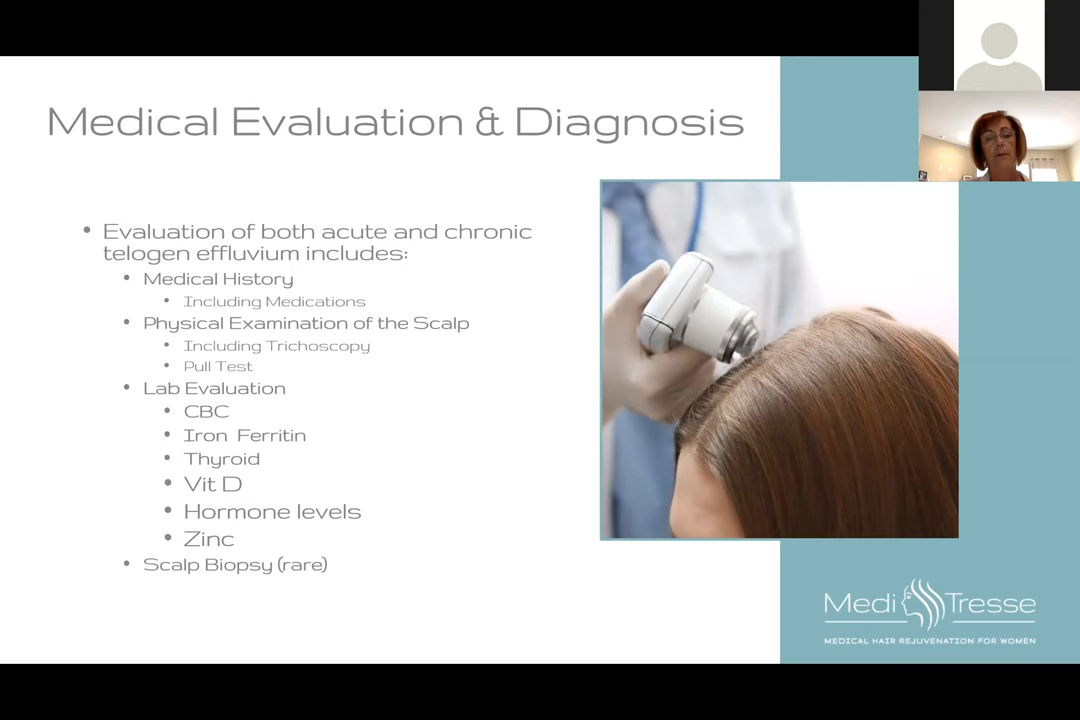 Medical Evaluation & Diagnosis
• Evaluation of both acute and chronic
telogen effluvium includes:
• Medical History
• Including Medications
• Physical Examination of the Scalp
• Including Trichoscopy
• Pull Test
• Lab Evaluation
• CBC
• Iron Ferritin
• Thyroid
• Vit D
• Hormone levels
• Zinc
• Scalp Biopsy (rare)
Medi Tresse
MEDICAL HAIR REJUVENATION FOR WOMEN